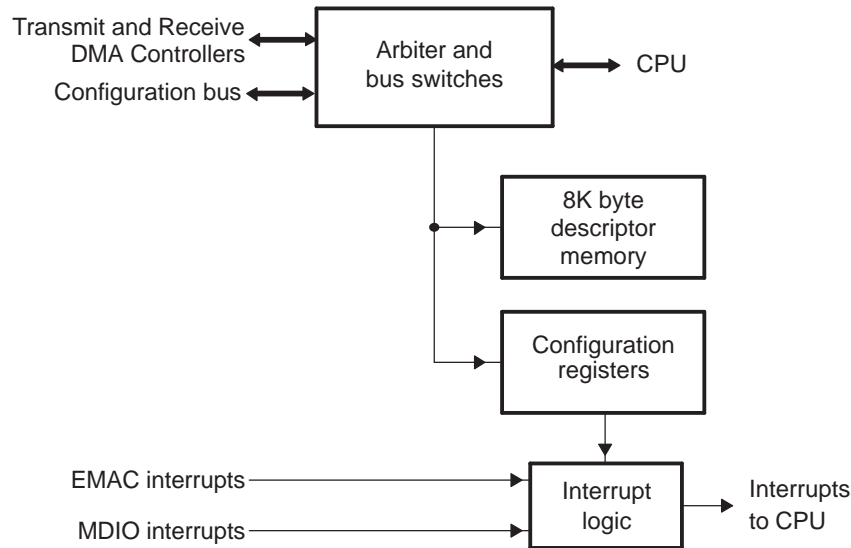 Transmit and Receive
DMA Controllers
Configuration bus
Arbiter and
bus switches
CPU
8K byte
descriptor
memory
Configuration
registers
EMAC interrupts
MDIO interrupts
Interrupt
logic
Interrupts
to CPU